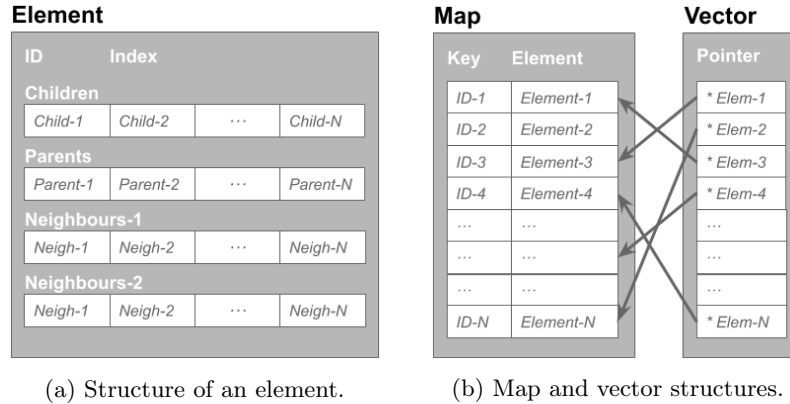 Element
ID Index
Children
Child-1 Child-2 ... Child-N
Parents
Parent-1 Parent-2 ... Parent-N
Neighbours-1
Neigh-1 Neigh-2 ... Neigh-N
Neighbours-2
Neigh-1 Neigh-2 ... Neigh-N
(a) Structure of an element.
Map
Key Element
ID-1 Element-1
ID-2 Element-2
ID-3 Element-3
ID-4 Element-4
... ...
... ...
... ...
ID-N Element-N
Vector
Pointer
* Elem-1
* Elem-2
* Elem-3
* Elem-4
...
...
...
* Elem-N
(b) Map and vector structures.